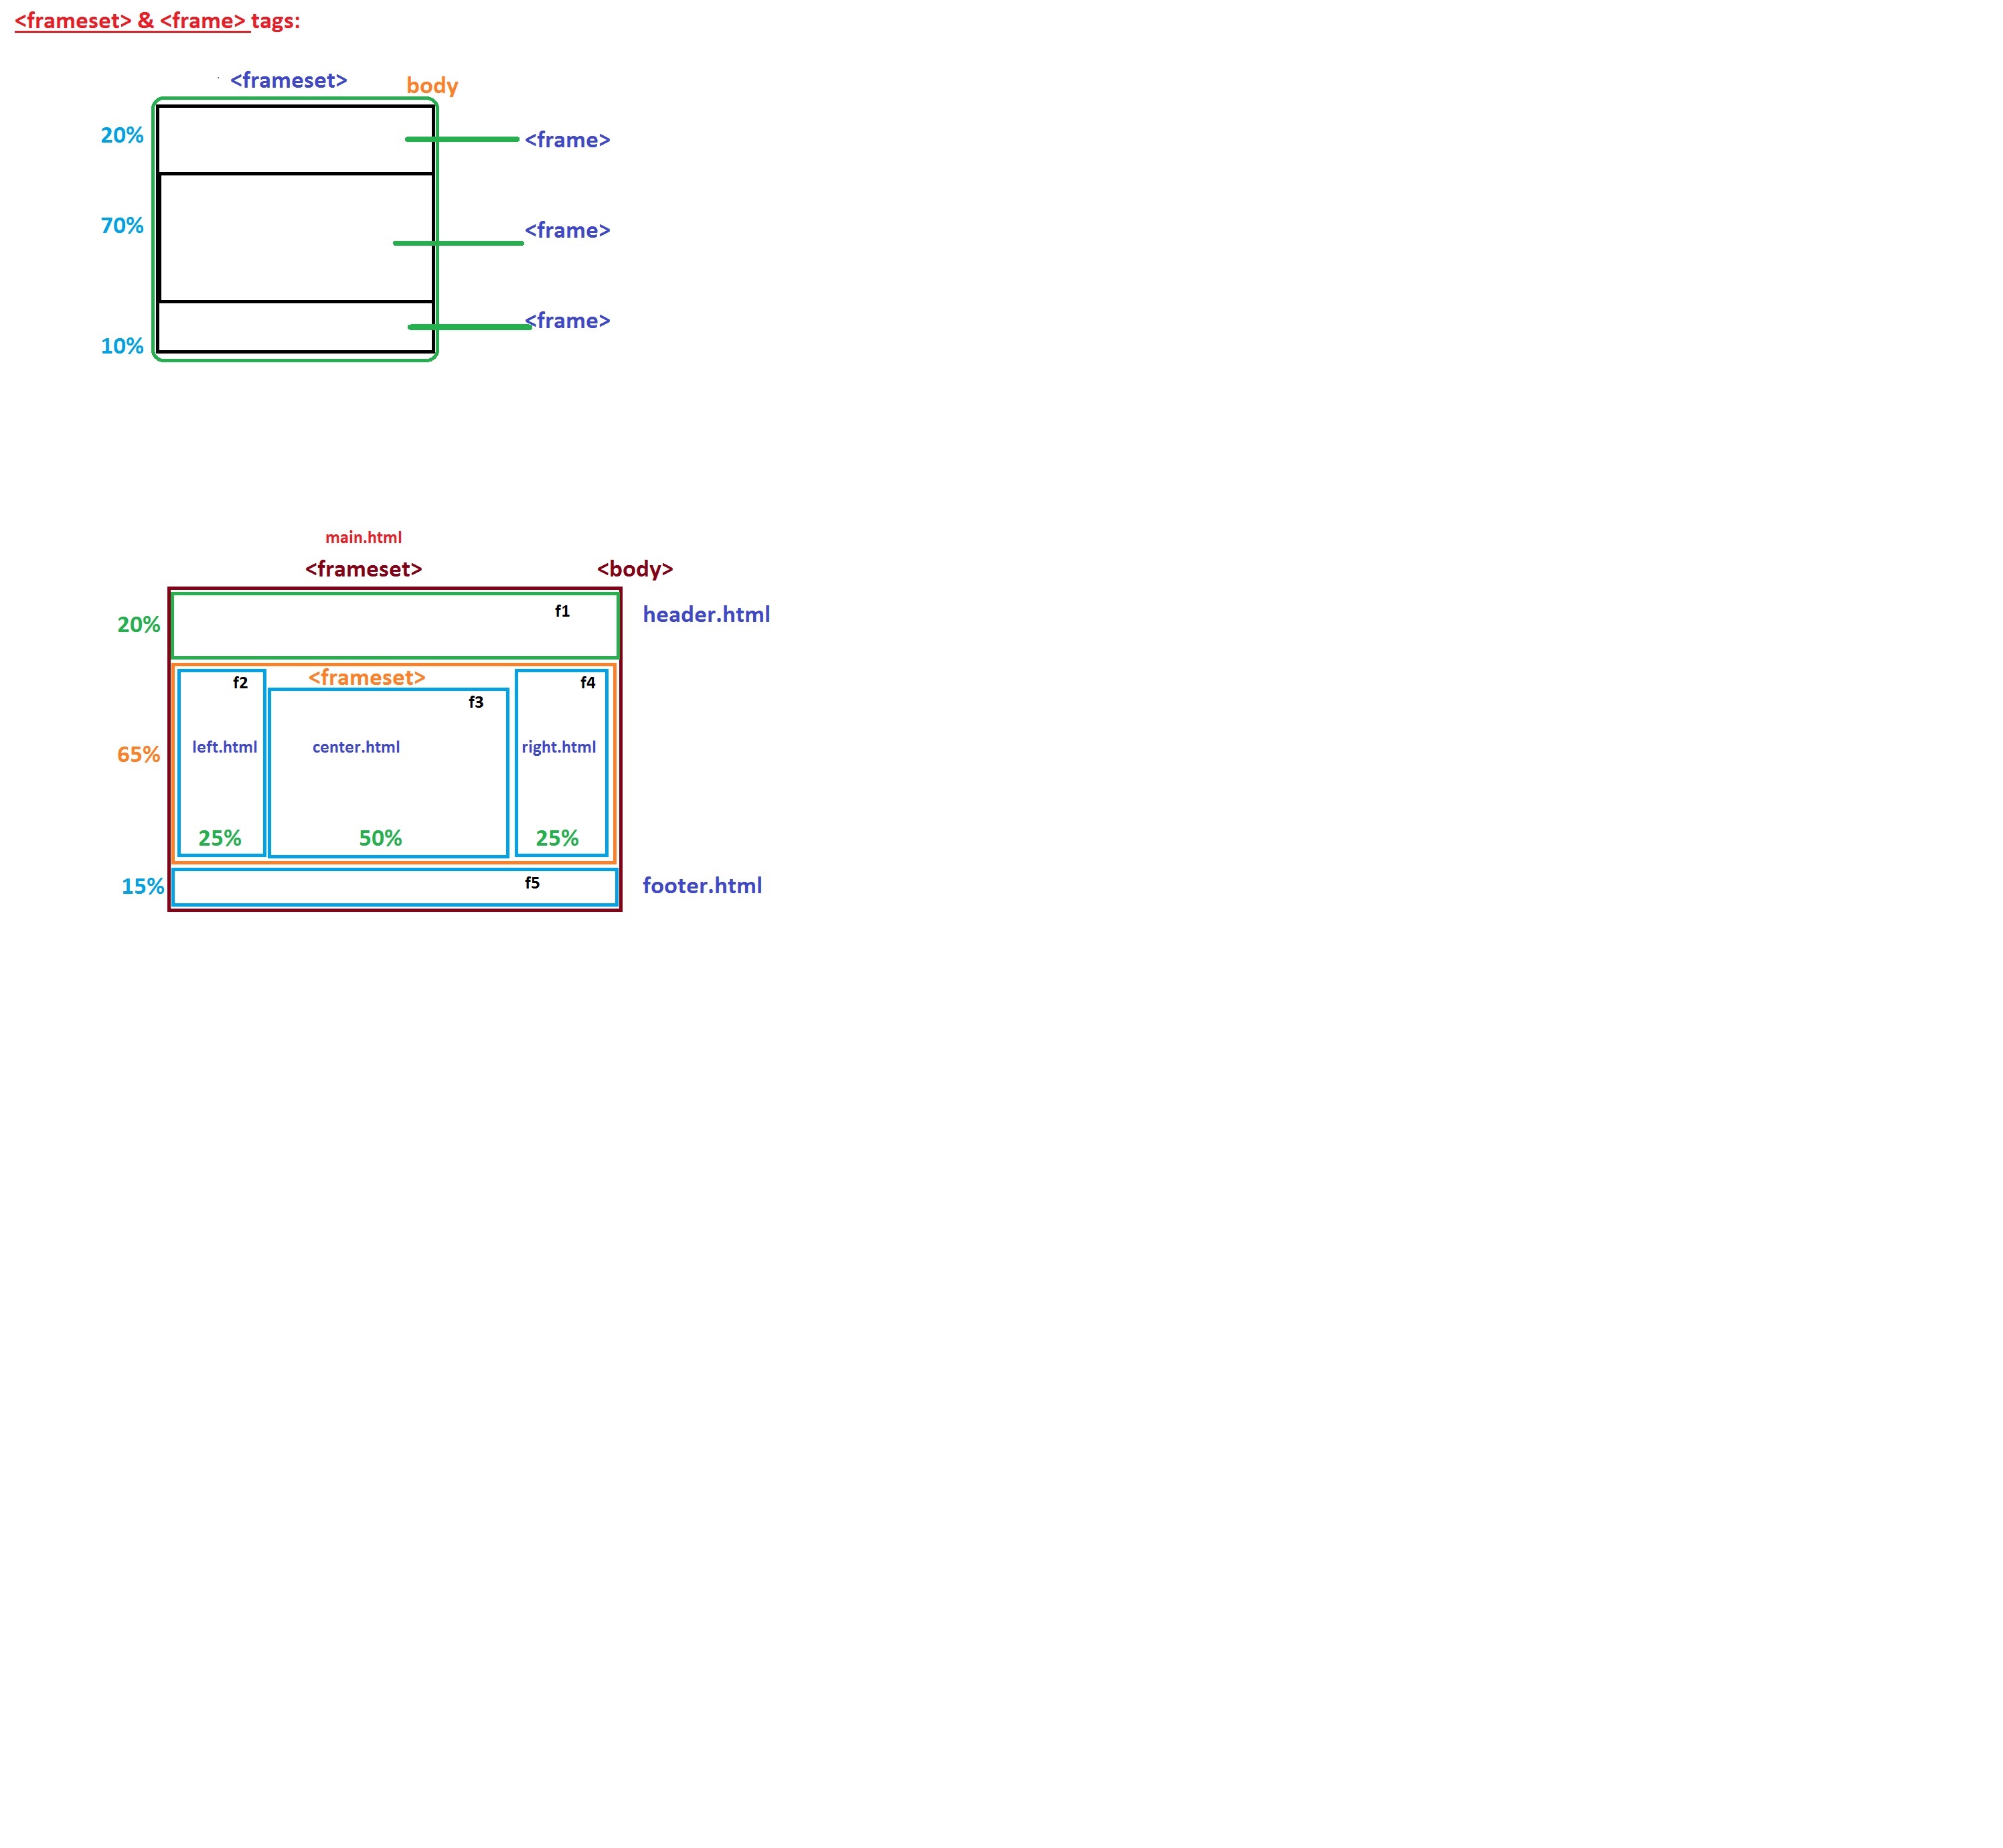 <frameset> & <frame> tags:
<frameset>
body
20%
<frame>
70%
<frame>
<frame>
10%
main.html
<frameset>
<body>
f1
header.html
20%
<frameset>
f2
f4
f3
left.html
center.html
right.html
65%
25%
50%
25%
15%
f5
footer.html